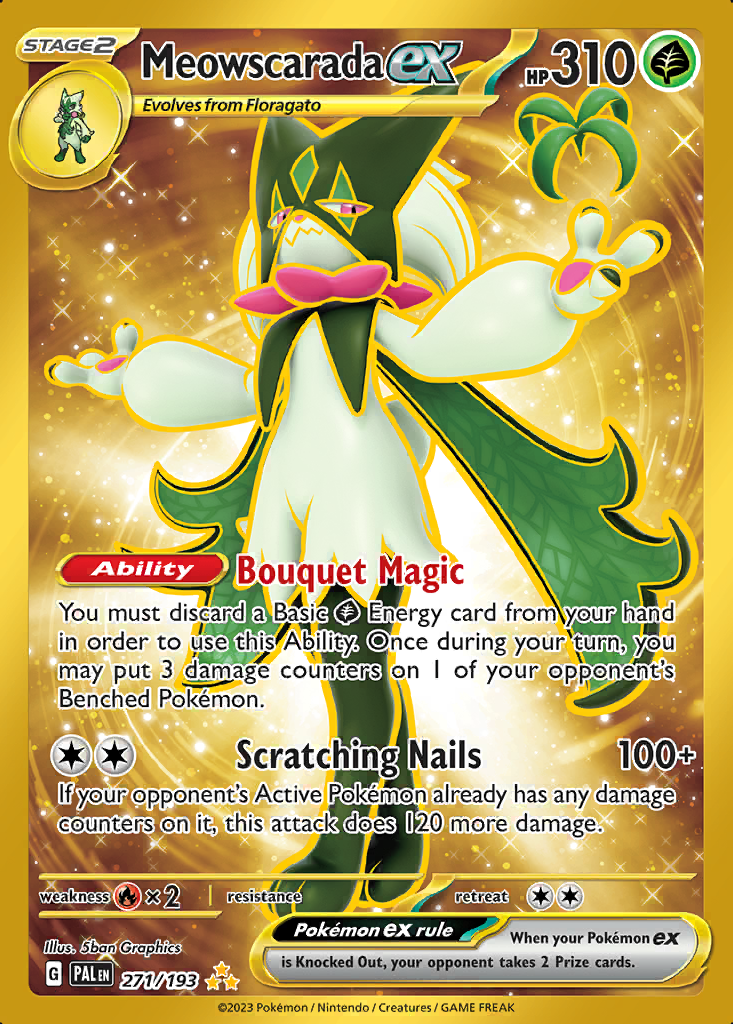 STAGE2
Meowscarada ex HP310
Evolves from Floragato
Ability Bouquet Magic
You must discard a Basic Energy card from your hand
in order to use this Ability. Once during your turn, you
may put 3 damage counters on 1 of your opponent's
Benched Pokémon.
Scratching Nails 100+
If your opponent's Active Pokémon already has any damage
counters on it, this attack does 120 more damage.
weakness ×2 resistance retreat
Illus. 5ban Graphics
Pokémon ex rule When your Pokémon ex
is Knocked Out, your opponent takes 2 Prize cards.
G PAL EN 271/193
©2023 Pokémon / Nintendo / Creatures / GAME FREAK